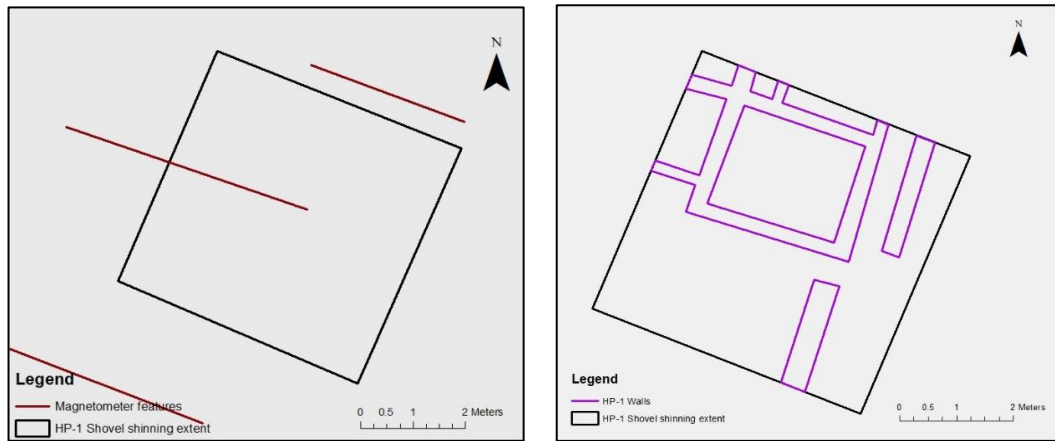 N
Legend
Magnetometer features
HP-1 Shovel shinning extent
0 0.5 1 2 Meters
N
Legend
HP-1 Walls
HP-1 Shovel shinning extent
0 0.5 1 2 Meters